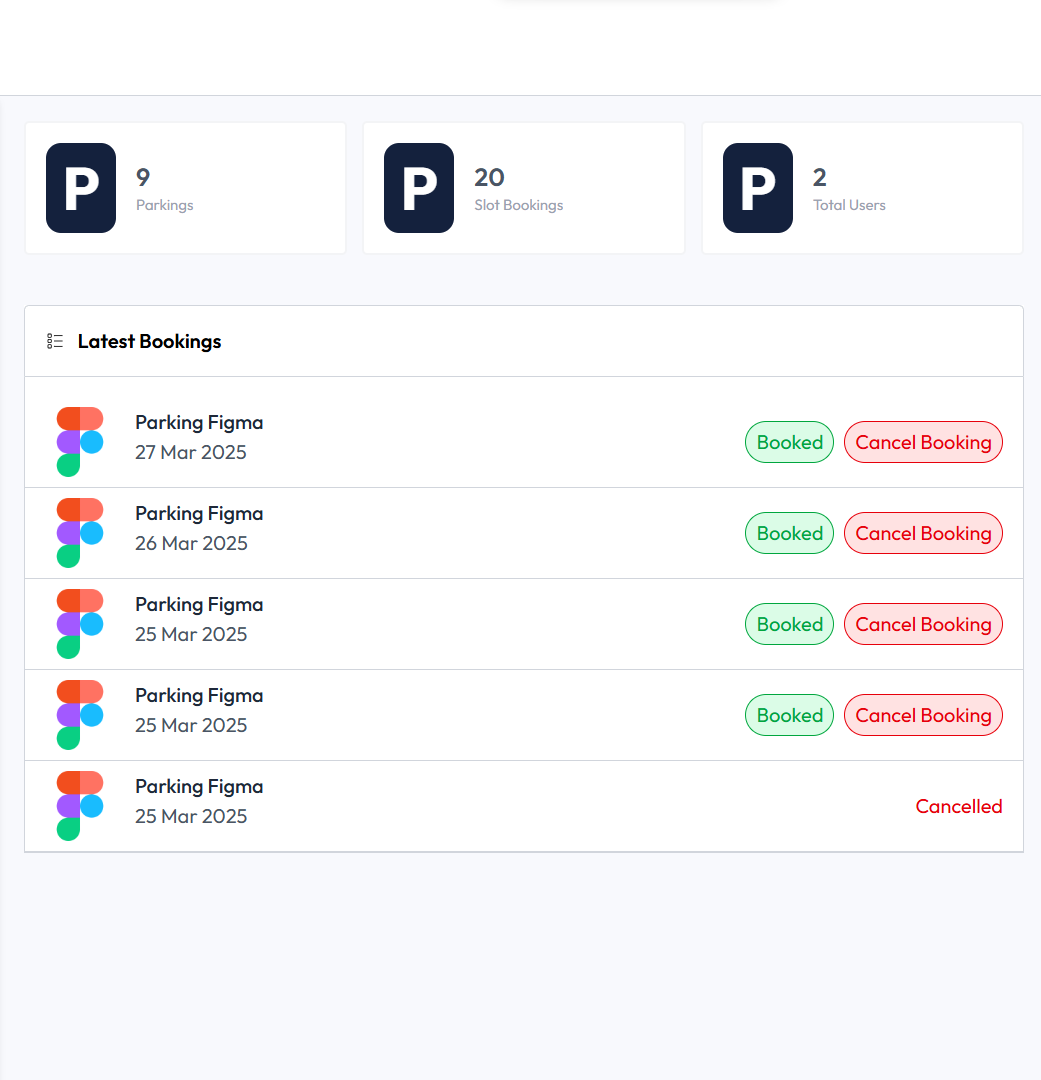 P
9
Parkings
P
20
Slot Bookings
P
2
Total Users
Latest Bookings
Parking Figma
27 Mar 2025
Booked
Cancel Booking
Parking Figma
26 Mar 2025
Booked
Cancel Booking
Parking Figma
25 Mar 2025
Booked
Cancel Booking
Parking Figma
25 Mar 2025
Booked
Cancel Booking
Parking Figma
25 Mar 2025
Cancelled